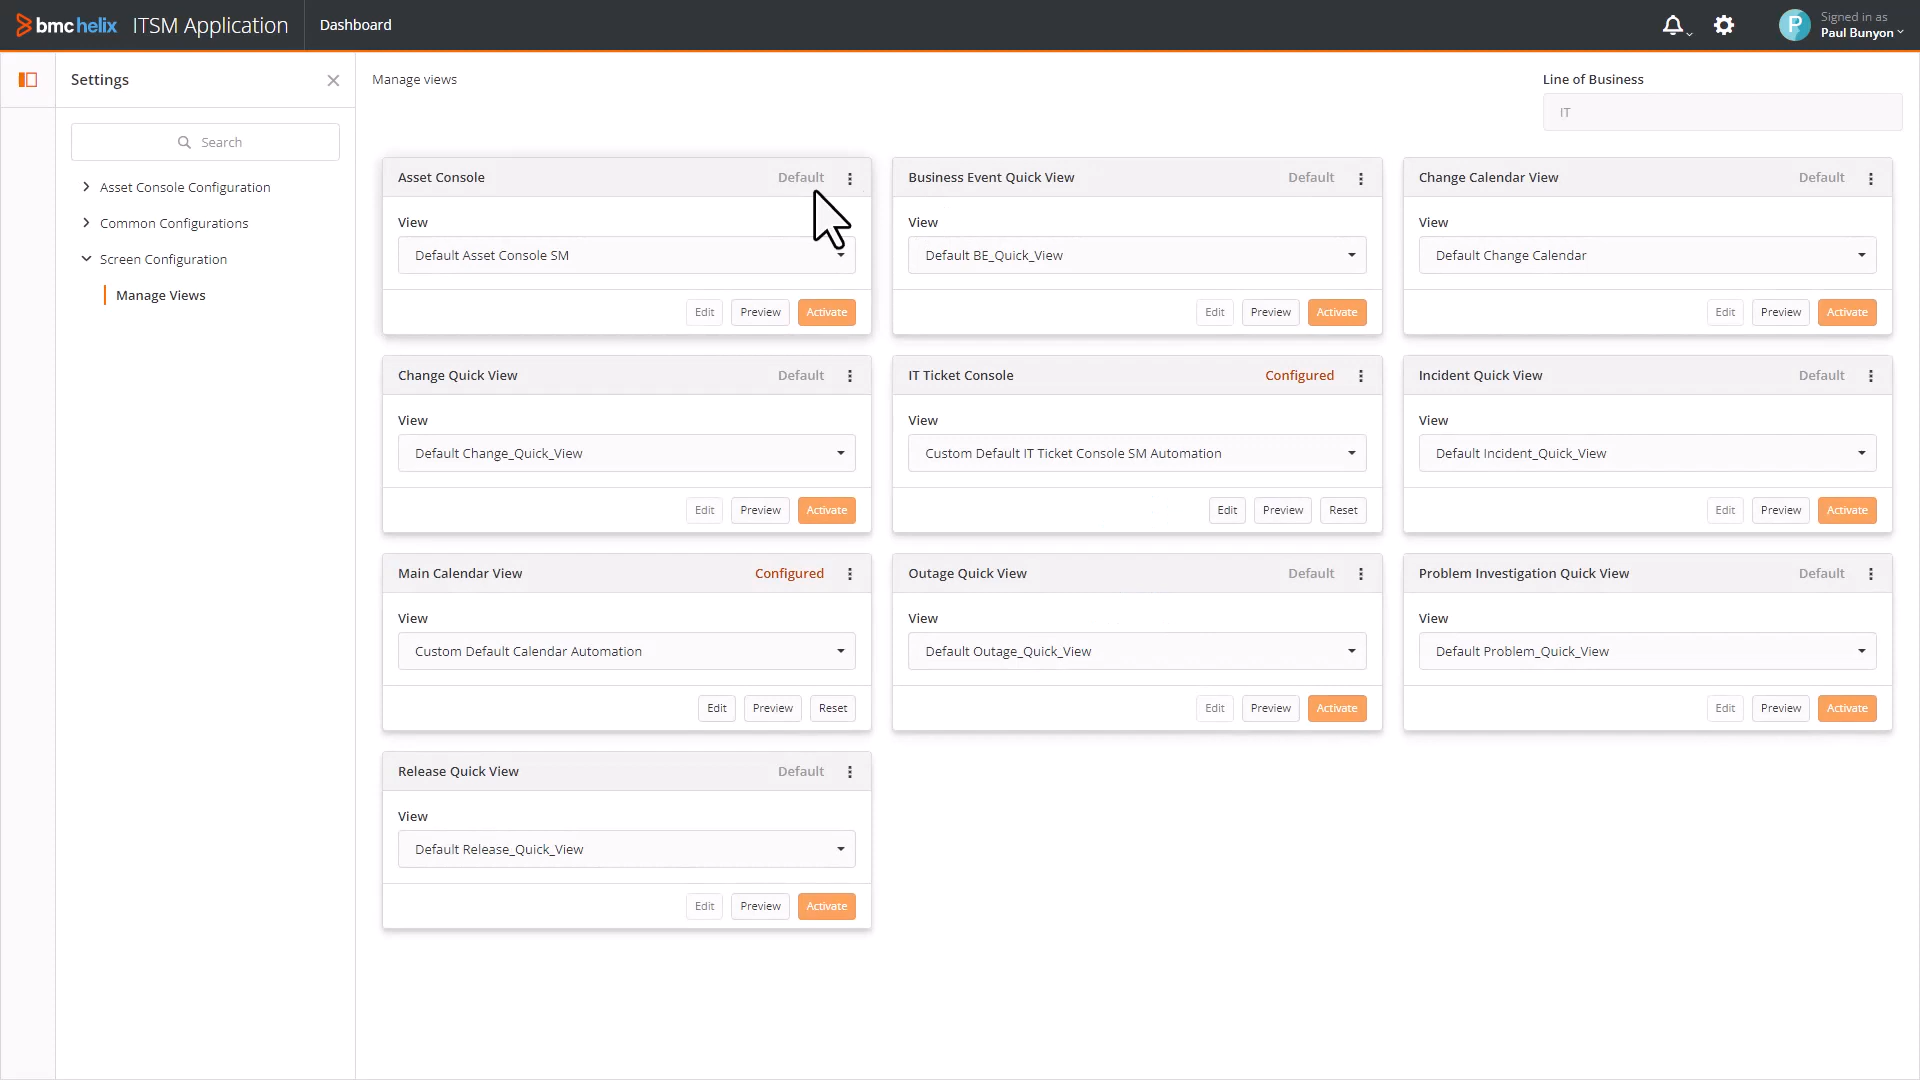 bmchelix ITSM Application Dashboard
P Signed in as
Paul Bunyon
Settings
Search
Asset Console Configuration
Common Configurations
Screen Configuration
Manage Views
Manage views
Line of Business
IT
Asset Console Default
View
Default Asset Console SM
Edit Preview Activate
Business Event Quick View Default
View
Default BE_Quick_View
Edit Preview Activate
Change Calendar View Default
View
Default Change Calendar
Edit Preview Activate
Change Quick View Default
View
Default Change_Quick_View
Edit Preview Activate
IT Ticket Console Configured
View
Custom Default IT Ticket Console SM Automation
Edit Preview Reset
Incident Quick View Default
View
Default Incident_Quick_View
Edit Preview Activate
Main Calendar View Configured
View
Custom Default Calendar Automation
Edit Preview Reset
Outage Quick View Default
View
Default Outage_Quick_View
Edit Preview Activate
Problem Investigation Quick View Default
View
Default Problem_Quick_View
Edit Preview Activate
Release Quick View Default
View
Default Release_Quick_View
Edit Preview Activate